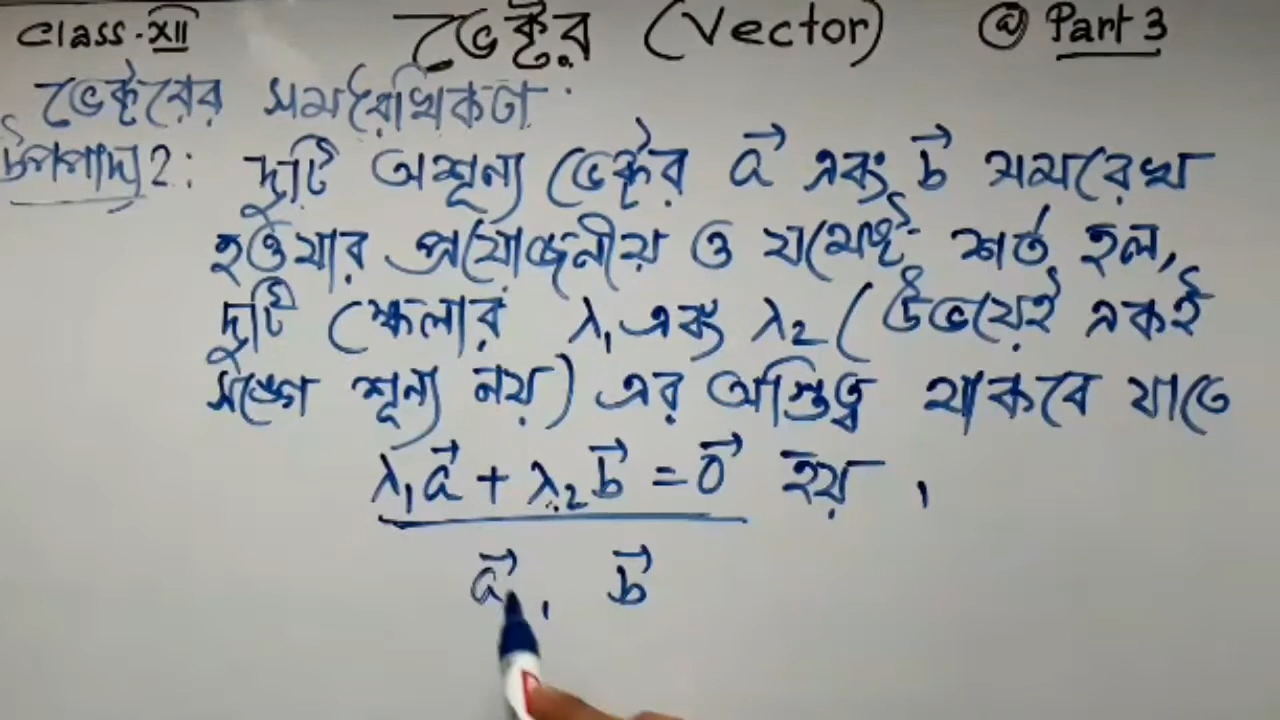 Class-XII ভেক্টর (Vector) @ Part 3
ভেক্টরের সমরৈখিকতা
উপপাদ্য 2: দুটি অশূন্য ভেক্টর a⃗ এবং b⃗ সমরেখ
হওয়ার প্রয়োজনীয় ও যথেষ্ট শর্ত হল,
দুটি স্কেলার λ₁ এবং λ₂ (উভয়েই একই
সঙ্গে শূন্য নয়) এর অস্তিত্ব থাকবে যাতে
λ₁a⃗ + λ₂b⃗ = 0⃗ হয় ।
a⃗, b⃗